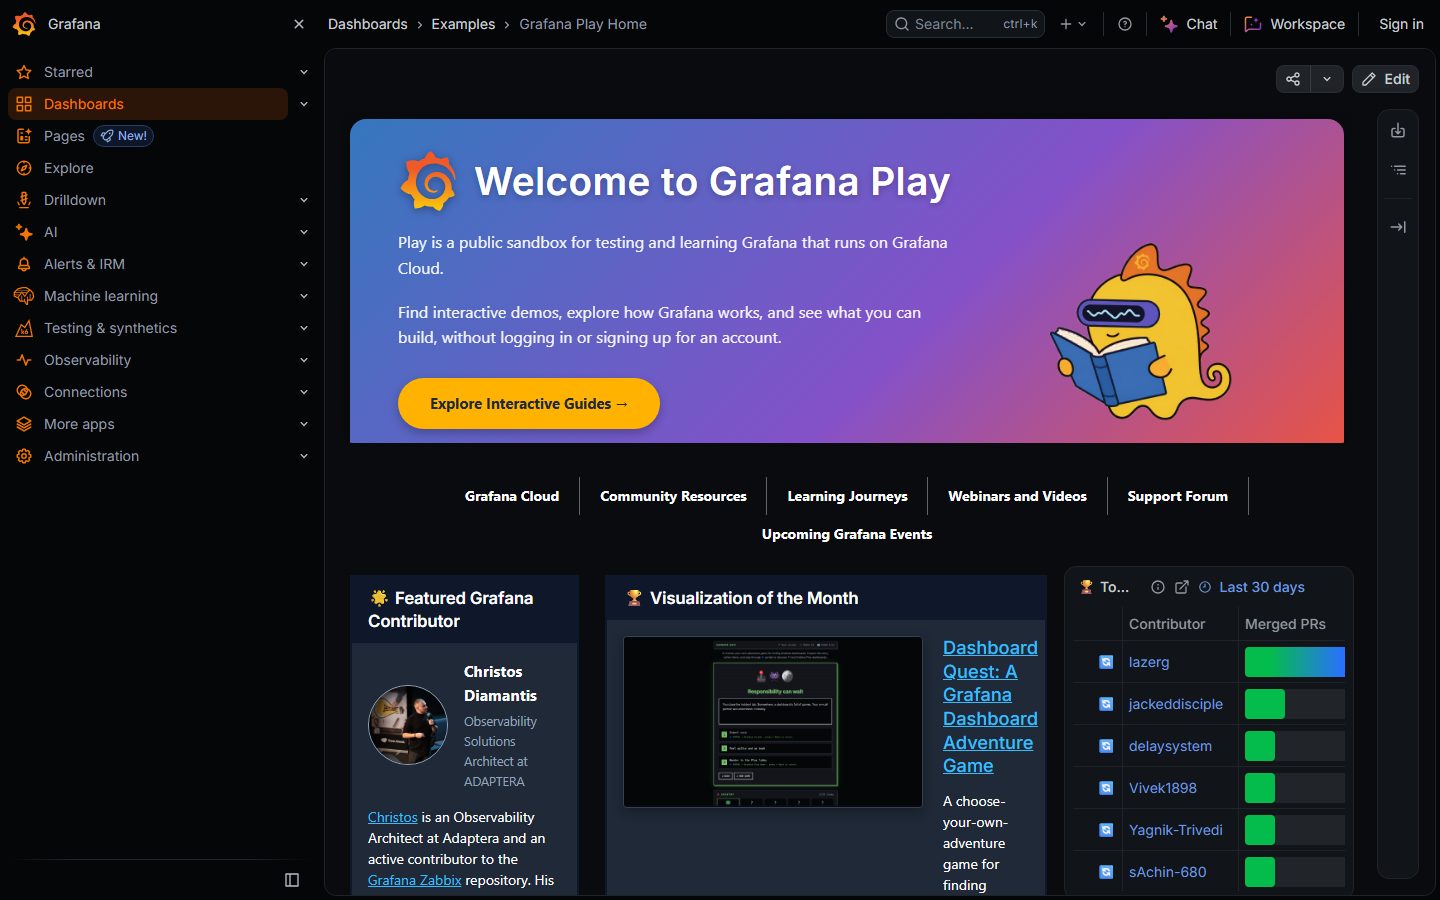 Grafana
Dashboards › Examples › Grafana Play Home
Search... ctrl+k
Chat
Workspace
Sign in
Starred
Dashboards
Pages New!
Explore
Drilldown
AI
Alerts & IRM
Machine learning
Testing & synthetics
Observability
Connections
More apps
Administration
Edit
Welcome to Grafana Play
Play is a public sandbox for testing and learning Grafana that runs on Grafana
Cloud.
Find interactive demos, explore how Grafana works, and see what you can
build, without logging in or signing up for an account.
Explore Interactive Guides →
Grafana Cloud
Community Resources
Learning Journeys
Webinars and Videos
Support Forum
Upcoming Grafana Events
Featured Grafana
Contributor
Christos
Diamantis
Observability
Solutions
Architect at
ADAPTERA
Christos is an Observability
Architect at Adaptera and an
active contributor to the
Grafana Zabbix repository. His
Visualization of the Month
Responsibility can wait
Dashboard
Quest: A
Grafana
Dashboard
Adventure
Game
A choose-
your-own-
adventure
game for
finding
To... Last 30 days
Contributor Merged PRs
lazerg
jackeddisciple
delaysystem
Vivek1898
Yagnik-Trivedi
sAchin-680